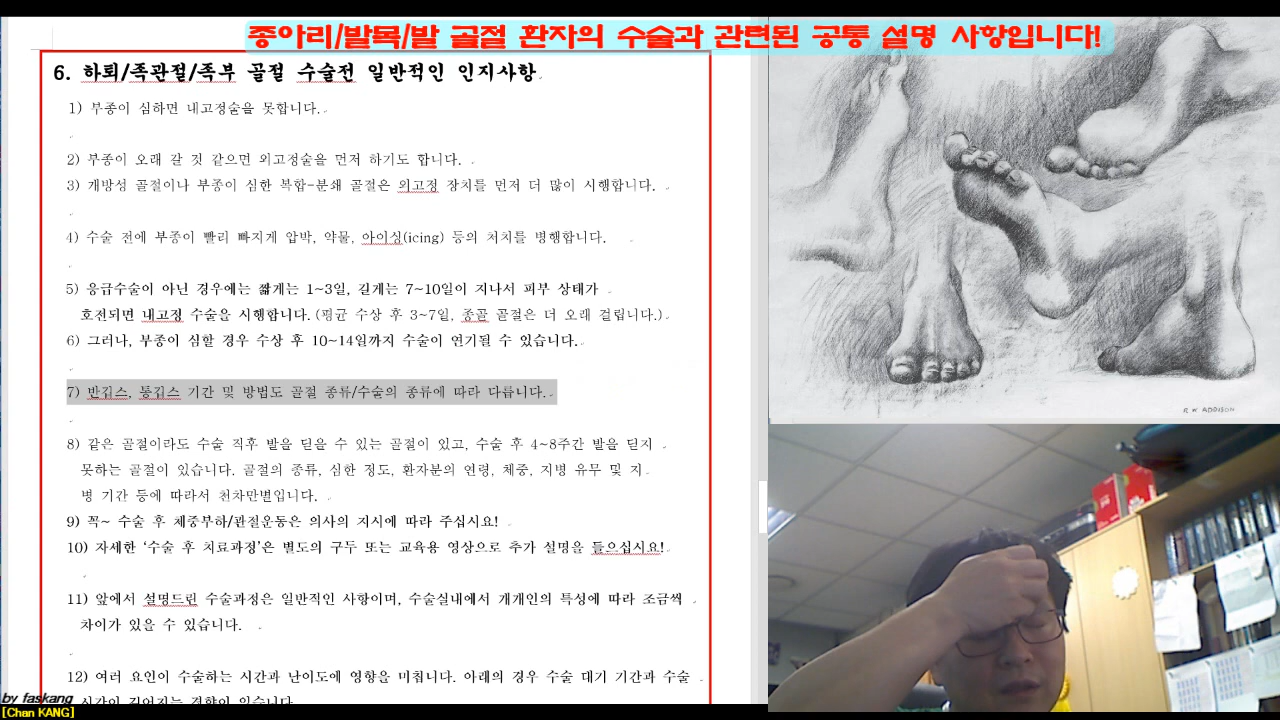 종아리/발목/발 골절 환자의 수술과 관련된 공통 설명 사항입니다!
6. 하퇴/족관절/족부 골절 수술전 일반적인 인지사항
1) 부종이 심하면 내고정술을 못합니다.
2) 부종이 오래 갈 것 같으면 외고정술을 먼저 하기도 합니다.
3) 개방성 골절이나 부종이 심한 복합-분쇄 골절은 외고정 장치를 먼저 더 많이 시행합니다.
4) 수술 전에 부종이 빨리 빠지게 압박, 약물, 아이싱(icing) 등의 처치를 병행합니다.
5) 응급수술이 아닌 경우에는 짧게는 1~3일, 길게는 7~10일이 지나서 피부 상태가
호전되면 내고정 수술을 시행합니다. (평균 수상 후 3~7일, 종골 골절은 더 오래 걸립니다.)
6) 그러나, 부종이 심할 경우 수상 후 10~14일까지 수술이 연기될 수 있습니다.
7) 반깁스, 통깁스 기간 및 방법도 골절 종류/수술의 종류에 따라 다릅니다.
8) 같은 골절이라도 수술 직후 발을 딛을 수 있는 골절이 있고, 수술 후 4~8주간 발을 딛지
못하는 골절이 있습니다. 골절의 종류, 심한 정도, 환자분의 연령, 체중, 지병 유무 및 지
병 기간 등에 따라서 천차만별입니다.
9) 꼭~ 수술 후 체중부하/관절운동은 의사의 지시에 따라 주십시요!
10) 자세한 '수술 후 치료과정'은 별도의 구두 또는 교육용 영상으로 추가 설명을 들으십시요!
11) 앞에서 설명드린 수술과정은 일반적인 사항이며, 수술실내에서 개개인의 특성에 따라 조금씩
차이가 있을 수 있습니다.
12) 여러 요인이 수술하는 시간과 난이도에 영향을 미칩니다. 아래의 경우 수술 대기 기간과 수술
시간이 길어지는 경향이 있습니다.
R W ADDISON
by faskang
[Chan KANG]